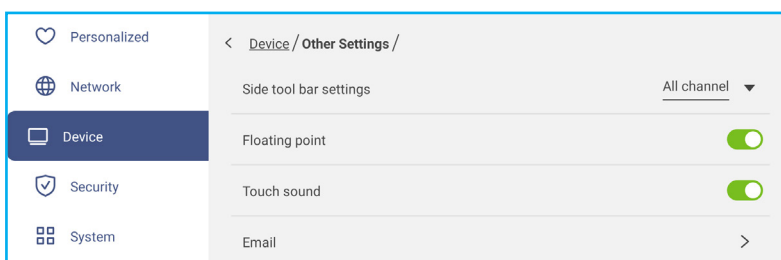 Personalized
Network
Device
Security
System
Device / Other Settings /
Side tool bar settings
All channel
Floating point
Touch sound
Email